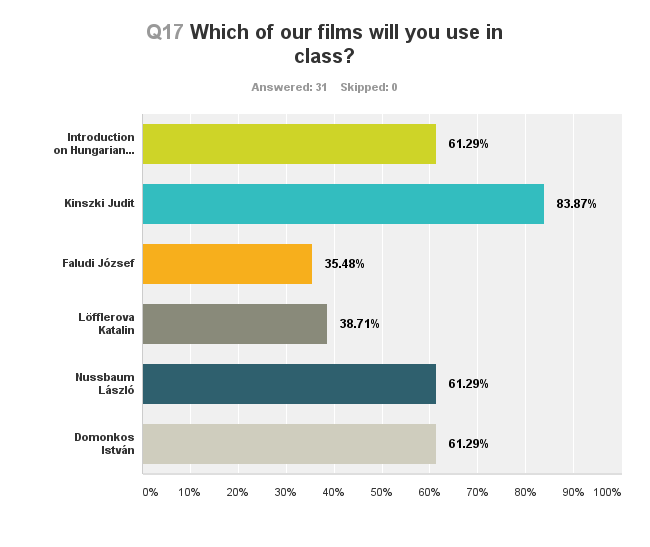 Q17 Which of our films will you use in
class?
Answered: 31 Skipped: 0
Introduction
on Hungarian...
61.29%
Kinszki Judit
83.87%
Faludi József
35.48%
Löfflerova
Katalin
38.71%
Nussbaum
László
61.29%
Domonkos
István
61.29%
0% 10% 20% 30% 40% 50% 60% 70% 80% 90% 100%